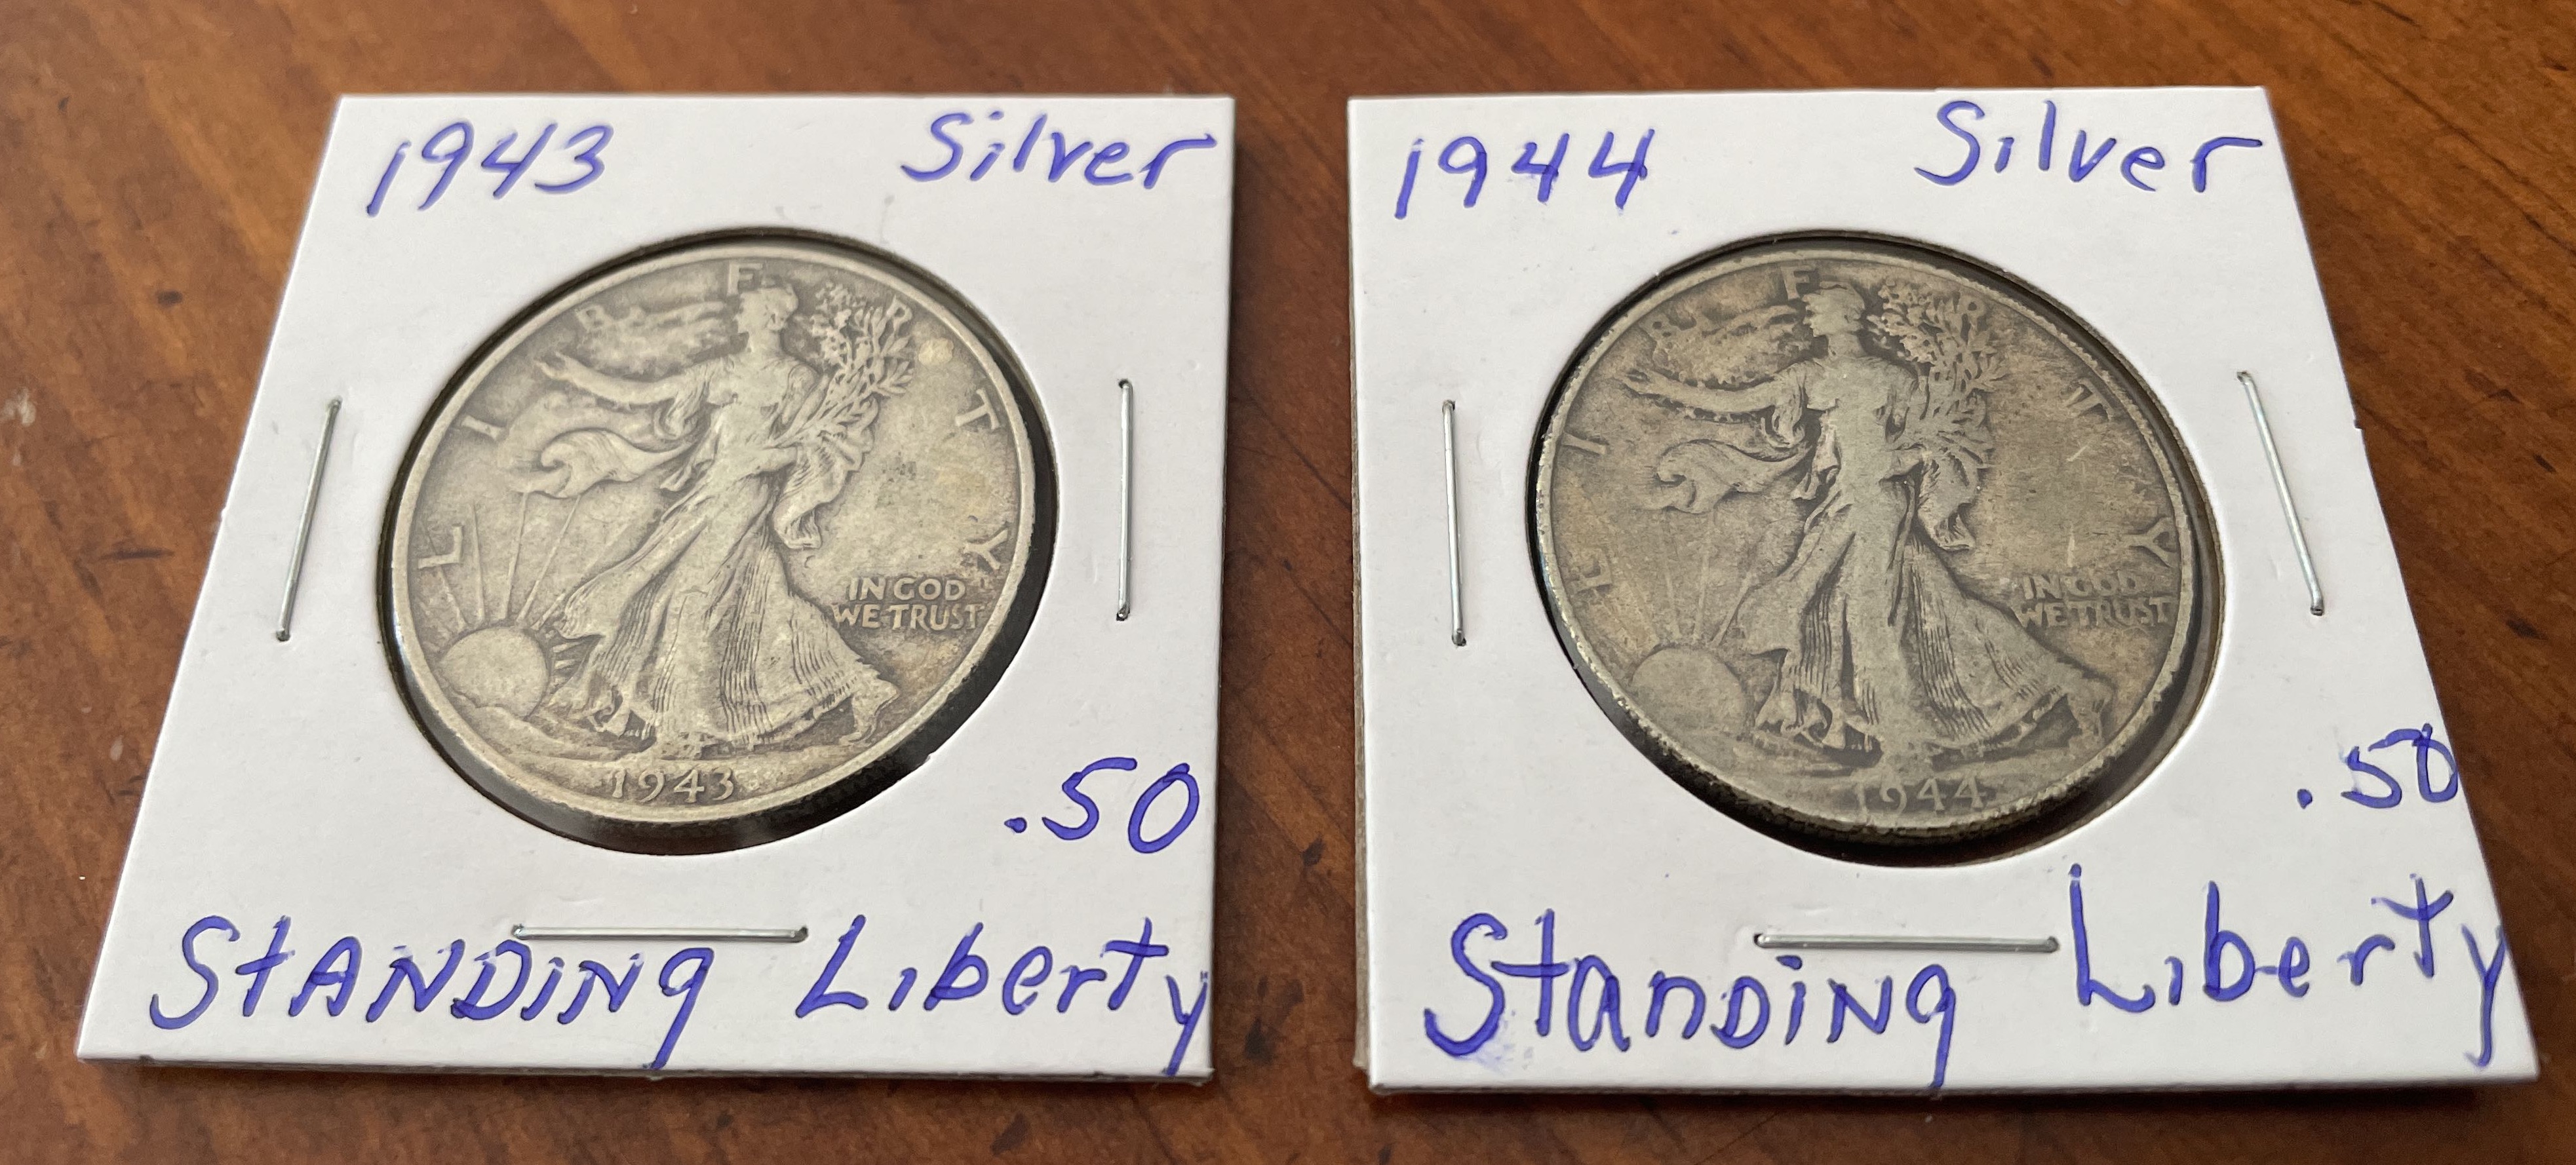 1943 Silver
LIBERTY
IN GOD
WE TRUST
1943
.50
STANDING Liberty
1944 Silver
LIBERTY
IN GOD
WE TRUST
1944
.50
Standing Liberty